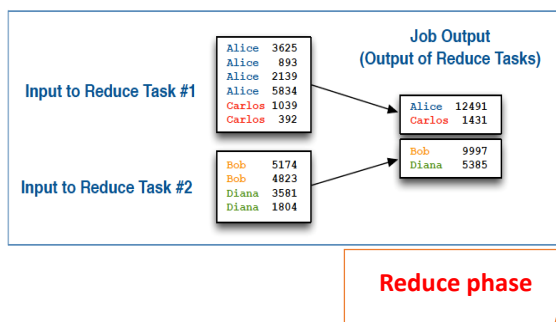 Job Output
(Output of Reduce Tasks)
Input to Reduce Task #1
Alice 3625
Alice 893
Alice 2139
Alice 5834
Carlos 1039
Carlos 392
Alice 12491
Carlos 1431
Input to Reduce Task #2
Bob 5174
Bob 4823
Diana 3581
Diana 1804
Bob 9997
Diana 5385
Reduce phase